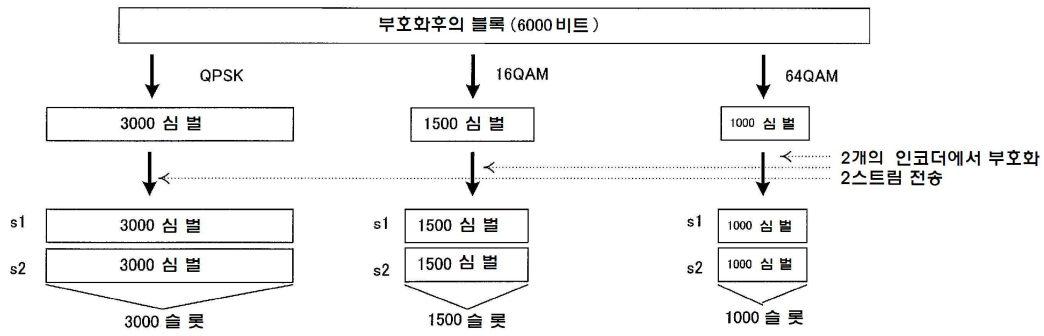 부호화후의 블록 (6000 비트)
QPSK
16QAM
64QAM
3000 심 벌
1500 심 벌
1000 심 벌
2개의 인코더에서 부호화
2스트림 전송
s1
3000 심 벌
s1
1500 심 벌
s1
1000 심 벌
s2
3000 심 벌
s2
1500 심 벌
s2
1000 심 벌
3000 슬 롯
1500 슬 롯
1000 슬 롯